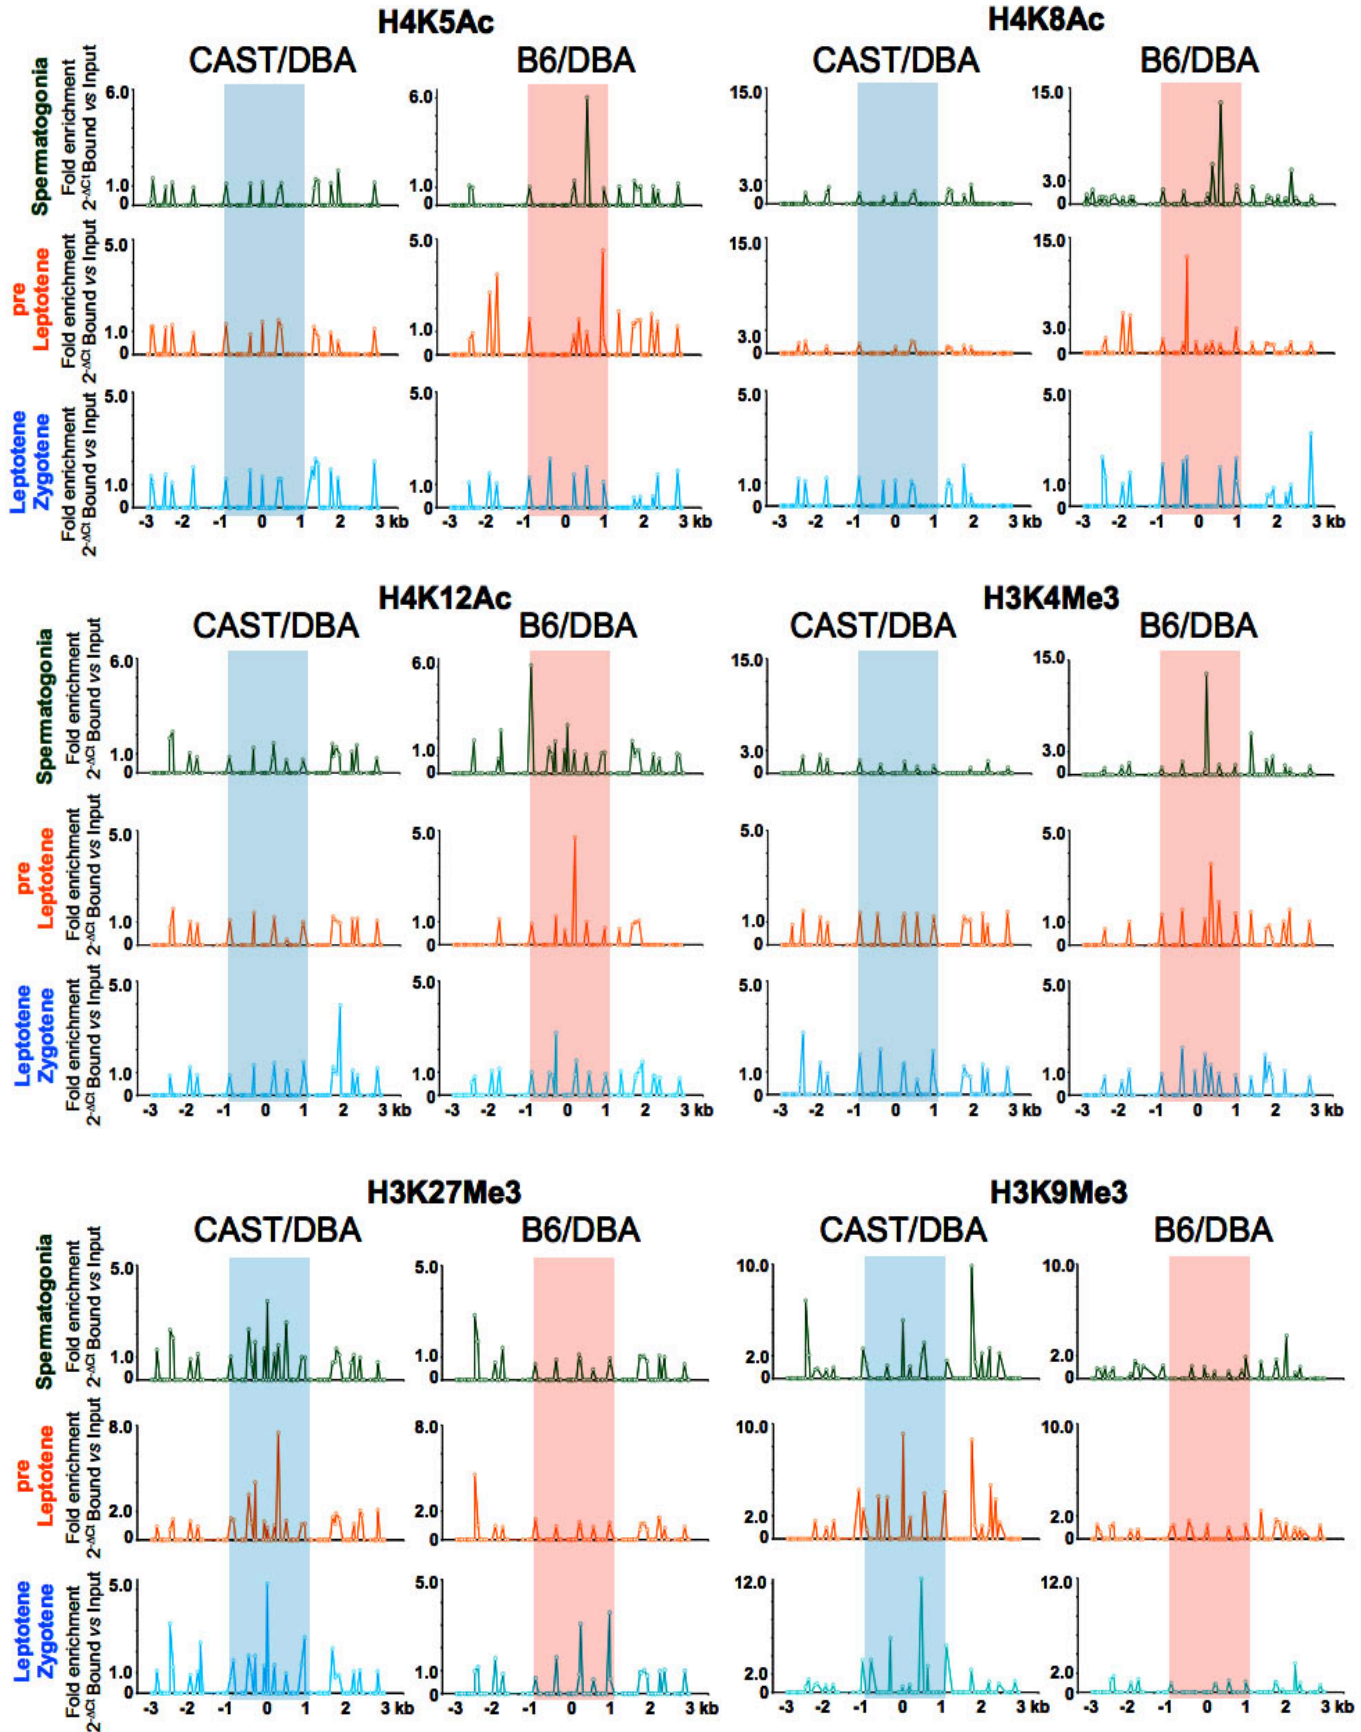 H4K5Ac H4K8Ac
CAST/DBA B6/DBA CAST/DBA B6/DBA
Spermatogonia
Fold enrichment
2-ΔCt Bound vs Input
6.0 1.0 0
6.0 1.0 0
15.0 3.0 0
15.0 3.0 0
pre
Leptotene
Fold enrichment
2-ΔCt Bound vs Input
5.0 1.0 0
5.0 1.0 0
15.0 3.0 0
15.0 3.0 0
Leptotene
Zygotene
Fold enrichment
2-ΔCt Bound vs Input
5.0 1.0 0
5.0 1.0 0
5.0 1.0 0
5.0 1.0 0
-3 -2 -1 0 1 2 3 kb
-3 -2 -1 0 1 2 3 kb
-3 -2 -1 0 1 2 3 kb
-3 -2 -1 0 1 2 3 kb
H4K12Ac H3K4Me3
CAST/DBA B6/DBA CAST/DBA B6/DBA
Spermatogonia
Fold enrichment
2-ΔCt Bound vs Input
6.0 1.0 0
6.0 1.0 0
15.0 3.0 0
15.0 3.0 0
pre
Leptotene
Fold enrichment
2-ΔCt Bound vs Input
5.0 1.0 0
5.0 1.0 0
5.0 1.0 0
5.0 1.0 0
Leptotene
Zygotene
Fold enrichment
2-ΔCt Bound vs Input
5.0 1.0 0
5.0 1.0 0
5.0 1.0 0
5.0 1.0 0
-3 -2 -1 0 1 2 3 kb
-3 -2 -1 0 1 2 3 kb
-3 -2 -1 0 1 2 3 kb
-3 -2 -1 0 1 2 3 kb
H3K27Me3 H3K9Me3
CAST/DBA B6/DBA CAST/DBA B6/DBA
Spermatogonia
Fold enrichment
2-ΔCt Bound vs Input
5.0 1.0 0
5.0 1.0 0
10.0 2.0 0
10.0 2.0 0
pre
Leptotene
Fold enrichment
2-ΔCt Bound vs Input
8.0 2.0 0
8.0 2.0 0
10.0 2.0 0
10.0 2.0 0
Leptotene
Zygotene
Fold enrichment
2-ΔCt Bound vs Input
5.0 1.0 0
5.0 1.0 0
12.0 2.0 0
12.0 2.0 0
-3 -2 -1 0 1 2 3 kb
-3 -2 -1 0 1 2 3 kb
-3 -2 -1 0 1 2 3 kb
-3 -2 -1 0 1 2 3 kb